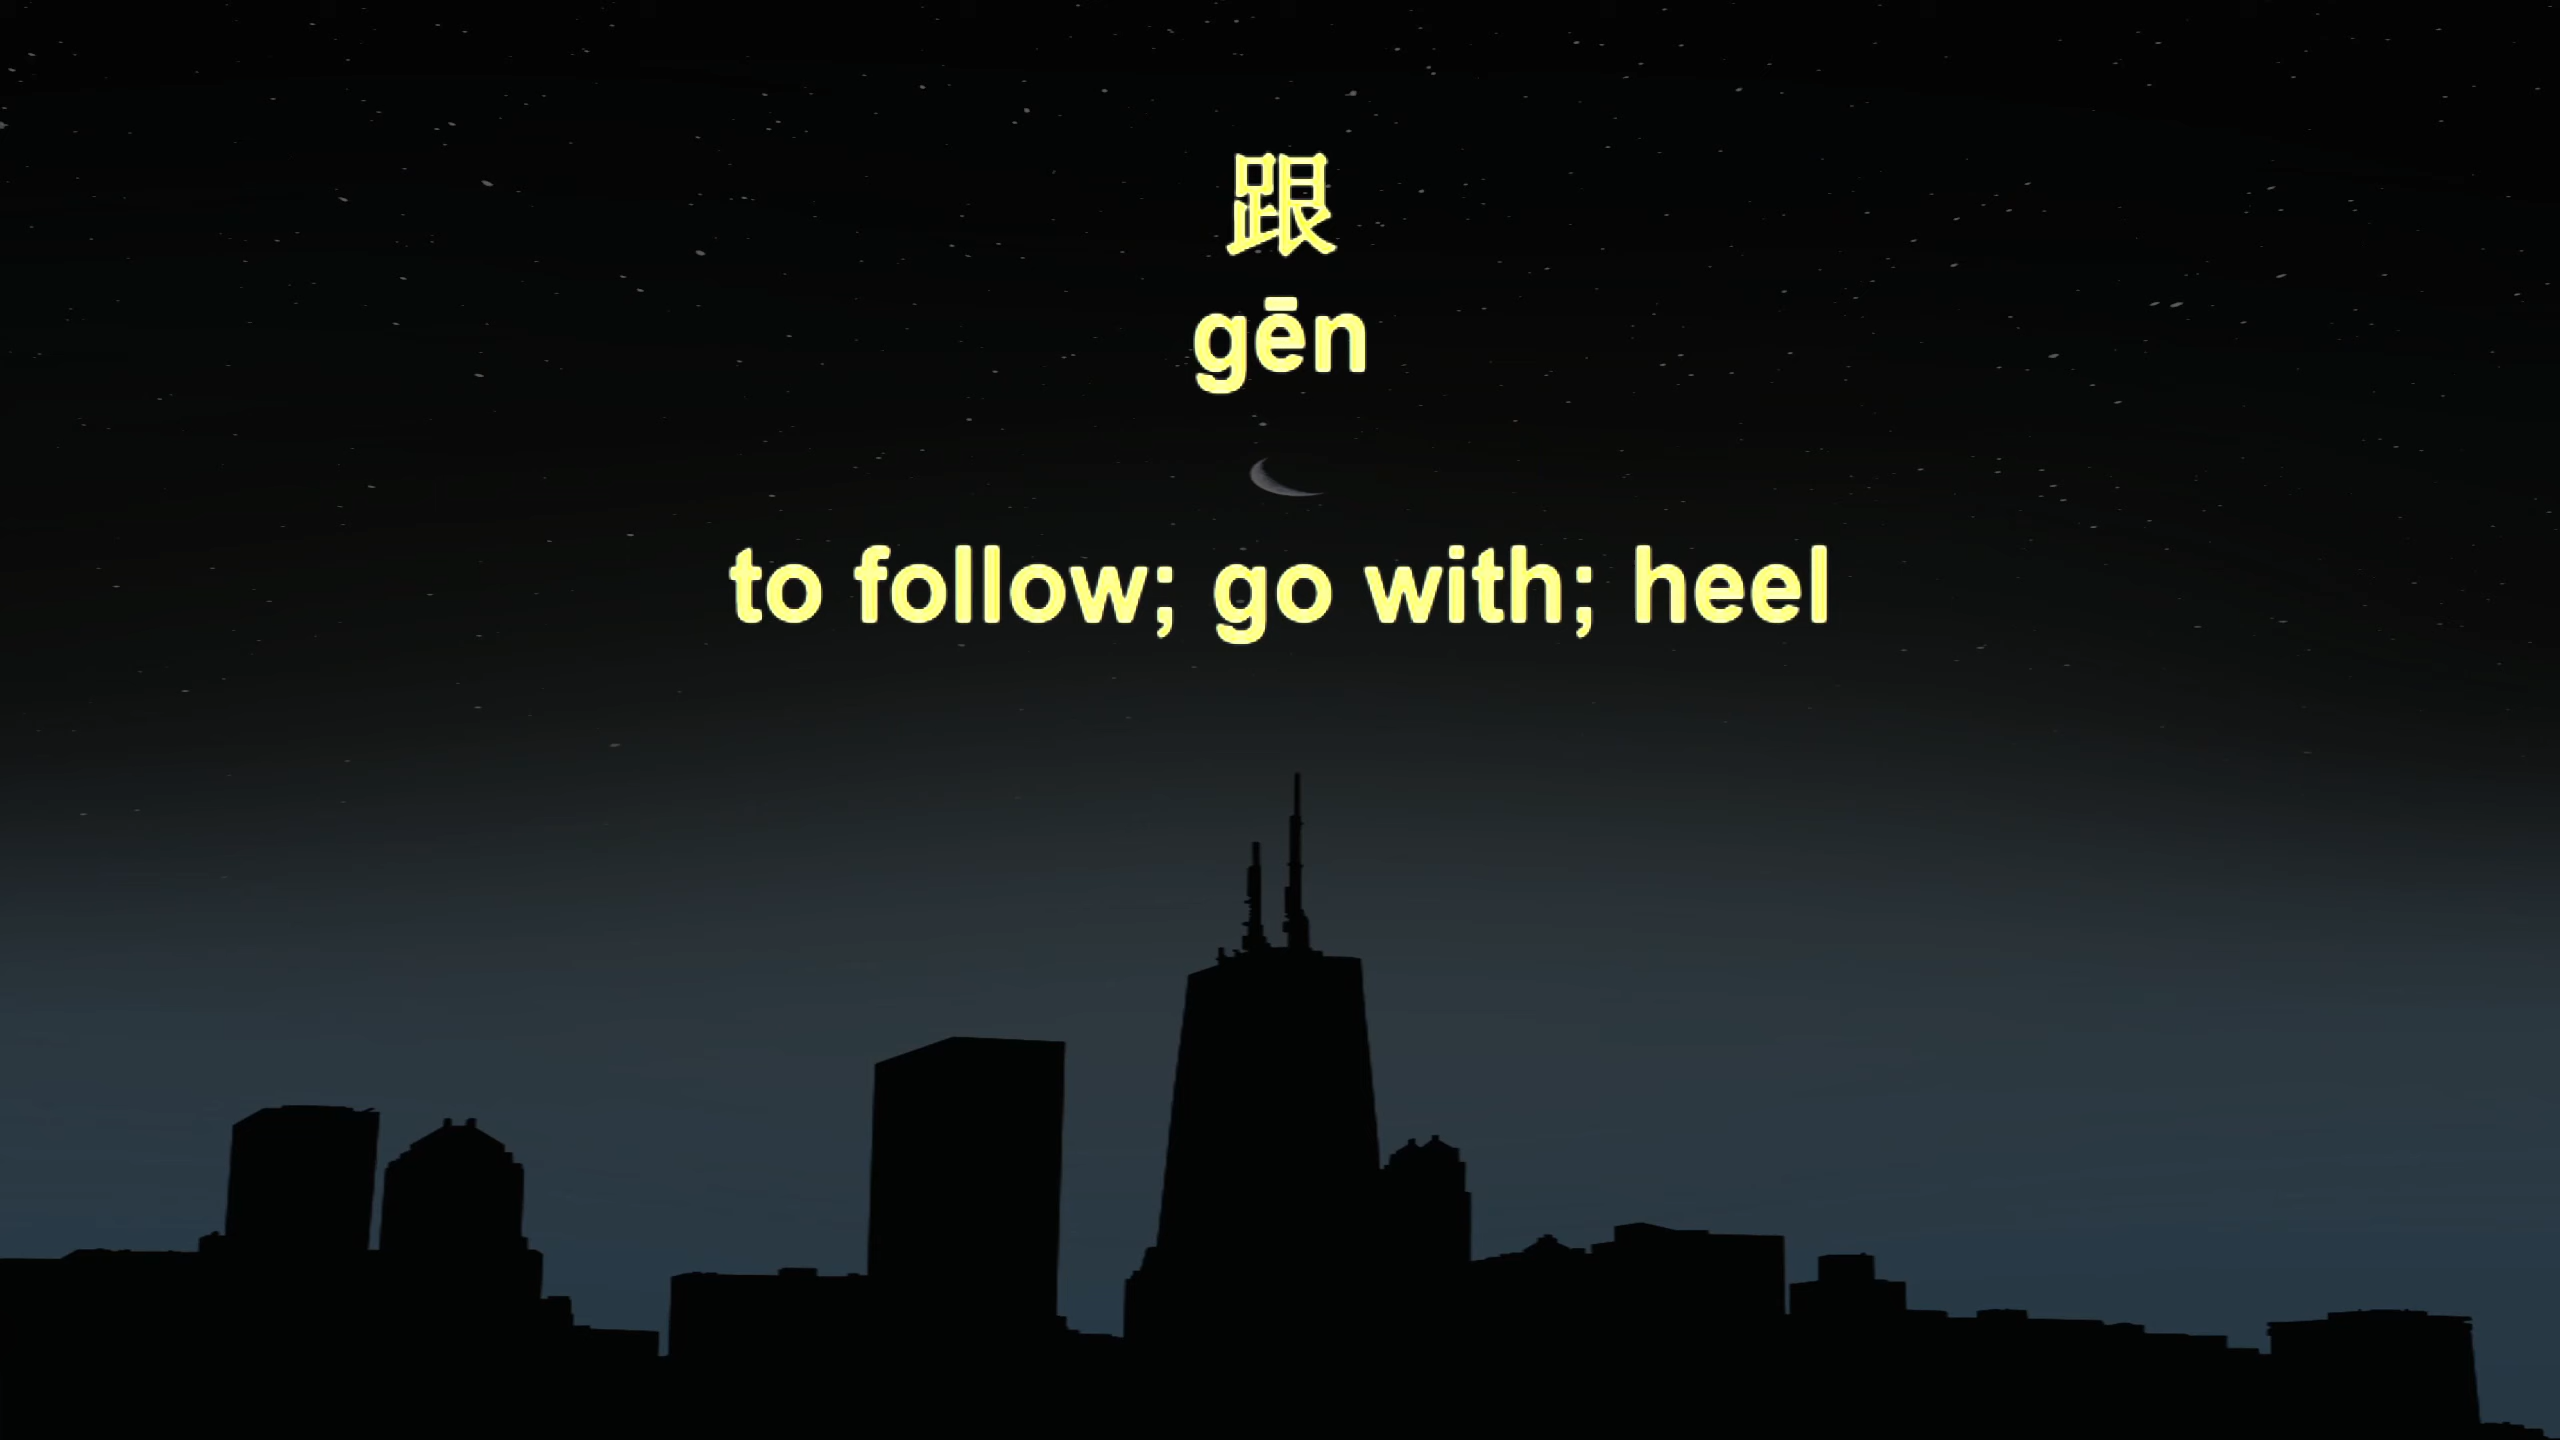 跟
gēn
to follow; go with; heel